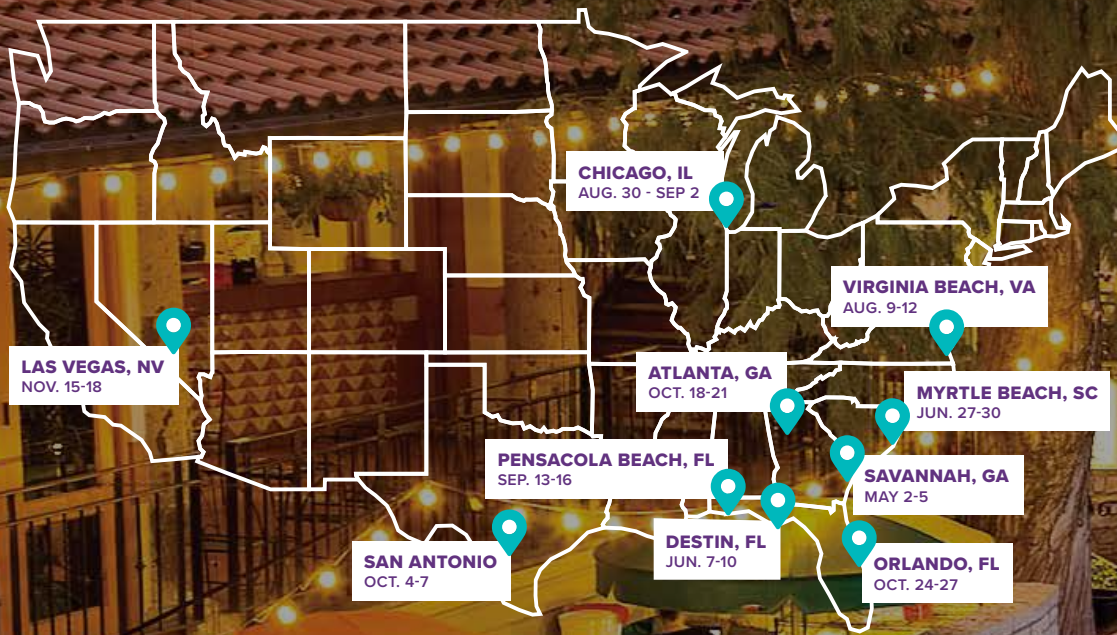 CHICAGO, IL
AUG. 30 - SEP 2
VIRGINIA BEACH, VA
AUG. 9-12
LAS VEGAS, NV
NOV. 15-18
ATLANTA, GA
OCT. 18-21
MYRTLE BEACH, SC
JUN. 27-30
PENSACOLA BEACH, FL
SEP. 13-16
SAVANNAH, GA
MAY 2-5
SAN ANTONIO
OCT. 4-7
DESTIN, FL
JUN. 7-10
ORLANDO, FL
OCT. 24-27